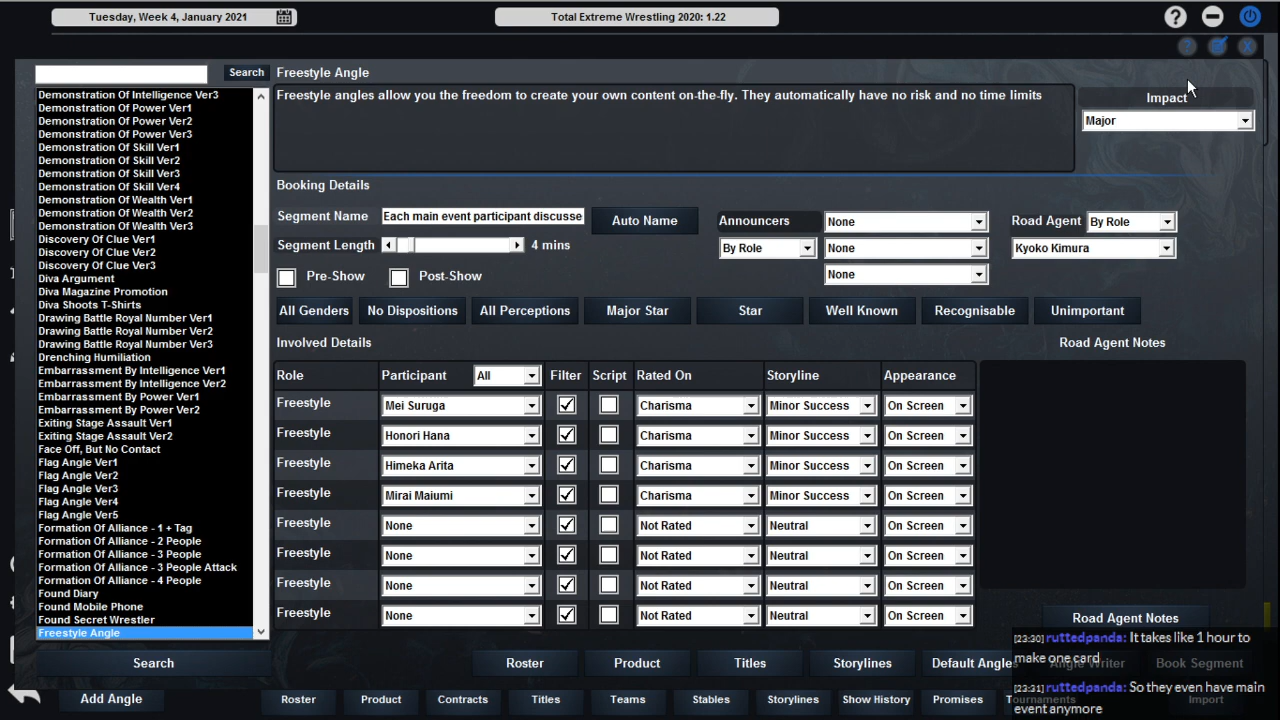 Tuesday, Week 4, January 2021
Total Extreme Wrestling 2020: 1.22
Search
Freestyle Angle
Demonstration Of Intelligence Ver3
Demonstration Of Power Ver1
Demonstration Of Power Ver2
Demonstration Of Power Ver3
Demonstration Of Skill Ver1
Demonstration Of Skill Ver2
Demonstration Of Skill Ver3
Demonstration Of Skill Ver4
Demonstration Of Wealth Ver1
Demonstration Of Wealth Ver2
Demonstration Of Wealth Ver3
Discovery Of Clue Ver1
Discovery Of Clue Ver2
Discovery Of Clue Ver3
Diva Argument
Diva Magazine Promotion
Diva Shoots T-Shirts
Drawing Battle Royal Number Ver1
Drawing Battle Royal Number Ver2
Drawing Battle Royal Number Ver3
Drenching Humiliation
Embarrassment By Intelligence Ver1
Embarrassment By Intelligence Ver2
Embarrassment By Power Ver1
Embarrassment By Power Ver2
Exiting Stage Assault Ver1
Exiting Stage Assault Ver2
Face Off, But No Contact
Flag Angle Ver1
Flag Angle Ver2
Flag Angle Ver3
Flag Angle Ver4
Flag Angle Ver5
Formation Of Alliance - 1 + Tag
Formation Of Alliance - 2 People
Formation Of Alliance - 3 People
Formation Of Alliance - 3 People Attack
Formation Of Alliance - 4 People
Found Diary
Found Mobile Phone
Found Secret Wrestler
Freestyle Angle
Freestyle angles allow you the freedom to create your own content on-the-fly. They automatically have no risk and no time limits
Impact
Major
Booking Details
Segment Name Each main event participant discusse Auto Name Announcers None Road Agent By Role
Segment Length 4 mins By Role None Kyoko Kimura
Pre-Show Post-Show None
All Genders No Dispositions All Perceptions Major Star Star Well Known Recognisable Unimportant
Involved Details Road Agent Notes
Role Participant All Filter Script Rated On Storyline Appearance
Freestyle Mei Suruga Charisma Minor Success On Screen
Freestyle Honori Hana Charisma Minor Success On Screen
Freestyle Himeka Arita Charisma Minor Success On Screen
Freestyle Mirai Maiumi Charisma Minor Success On Screen
Freestyle None Not Rated Neutral On Screen
Freestyle None Not Rated Neutral On Screen
Freestyle None Not Rated Neutral On Screen
Freestyle None Not Rated Neutral On Screen
Road Agent Notes
Search Roster Product Titles Storylines Default Angle Angle Writer Book Segment
Add Angle Roster Product Contracts Titles Teams Stables Storylines Show History Promises Tournaments Import
[23:30] ruttedpanda: It takes like 1 hour to
make one card
[23:31] ruttedpanda: So they even have main
event anymore